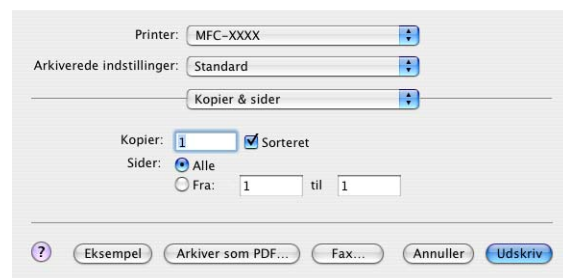 Printer: MFC-XXXX
Arkiverede indstillinger: Standard
Kopier & sider
Kopier: 1 Sorteret
Sider: Alle
Fra: 1 til 1
? Eksempel Arkiver som PDF... Fax... Annuller Udskriv